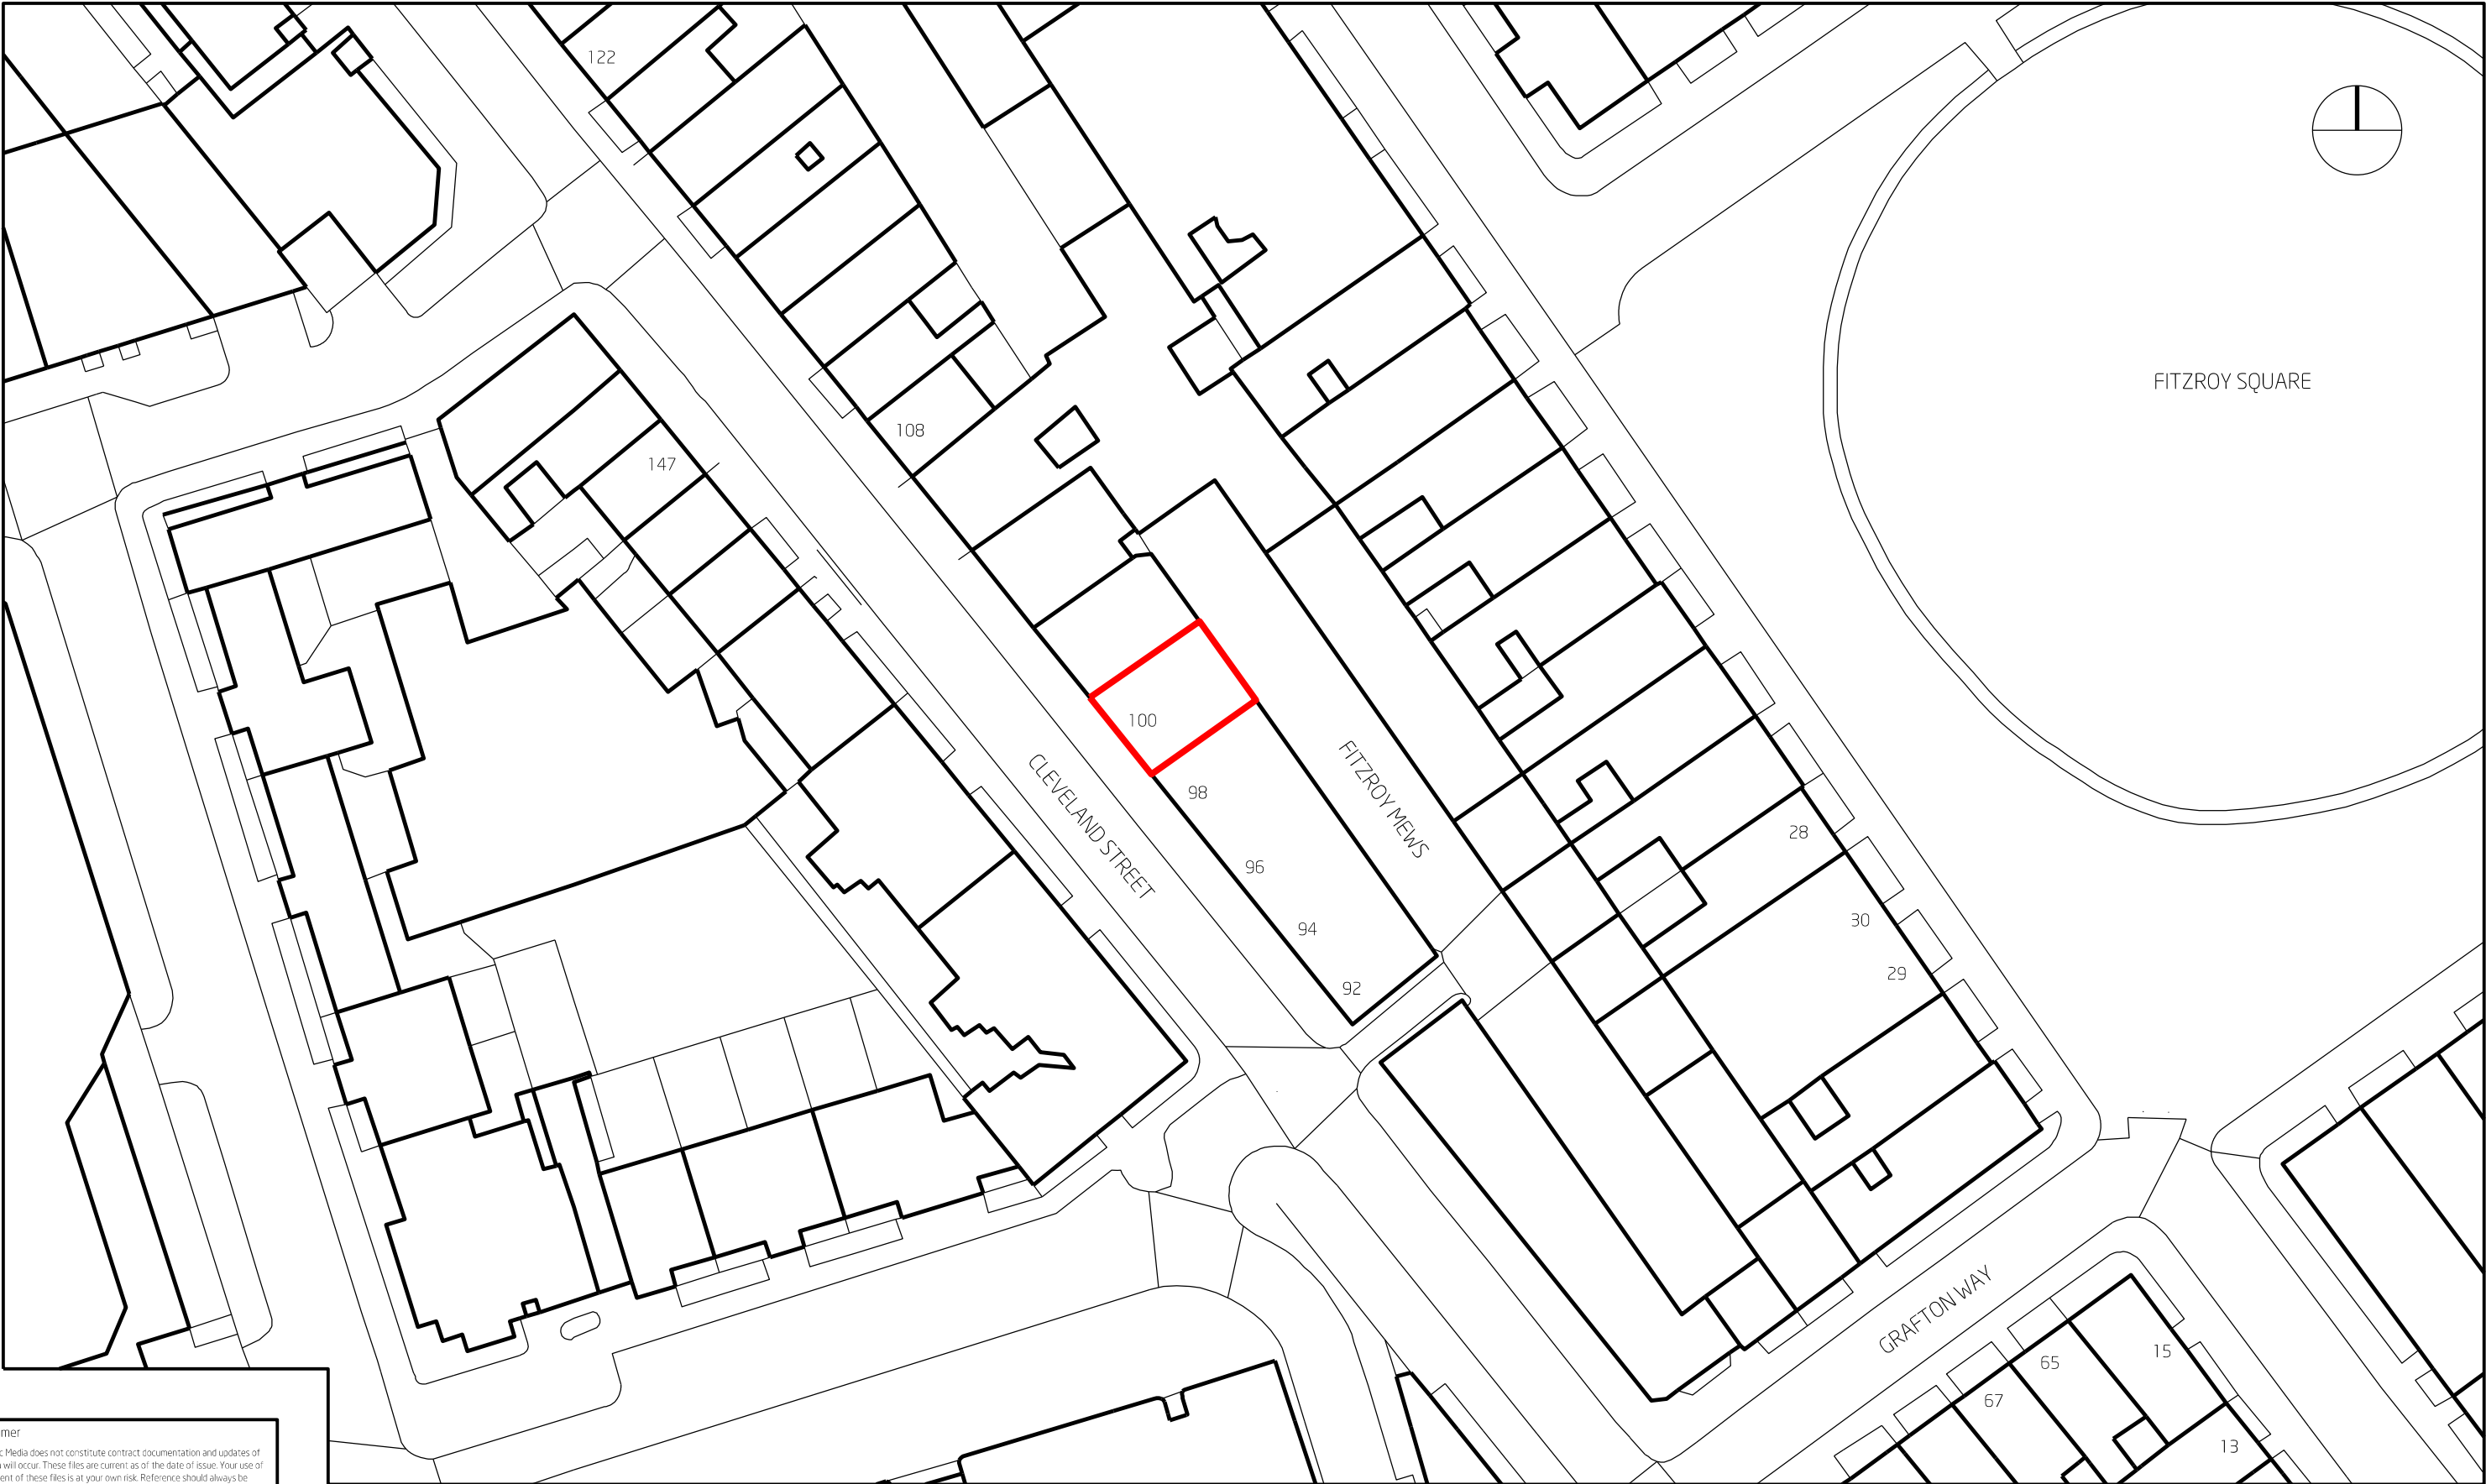 122
FITZROY SQUARE
108
147
100
CLEVELAND STREET
FITZROY MEWS
98
96
94
92
28
30
29
GRAFTON WAY
15
65
67
13
mer
c Media does not constitute contract documentation and updates of
will occur. These files are current as of the date of issue. Your use of
ent of these files is at your own risk. Reference should always be